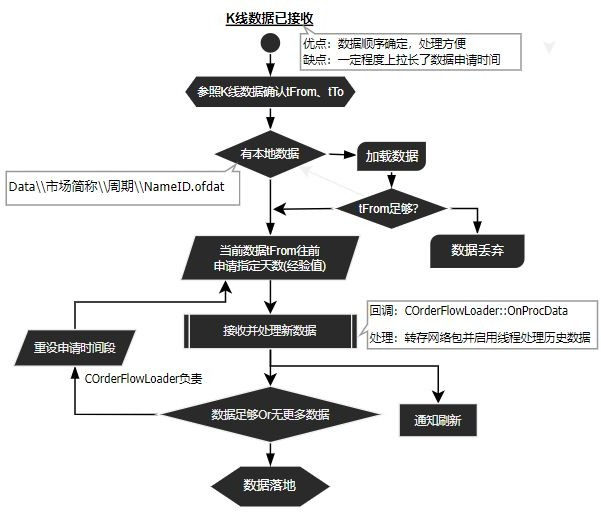 K线数据已接收
优点：数据顺序确定，处理方便
缺点：一定程度上拉长了数据申请时间
参照K线数据确认tFrom、tTo
有本地数据
加载数据
Data\\市场简称\\周期\\NameID.ofdat
tFrom足够?
数据丢弃
当前数据tFrom往前
申请指定天数(经验值)
回调：COrderFlowLoader::OnProcData
处理：转存网络包并启用线程处理历史数据
接收并处理新数据
重设申请时间段
COrderFlowLoader负责
数据足够Or无更多数据
通知刷新
数据落地